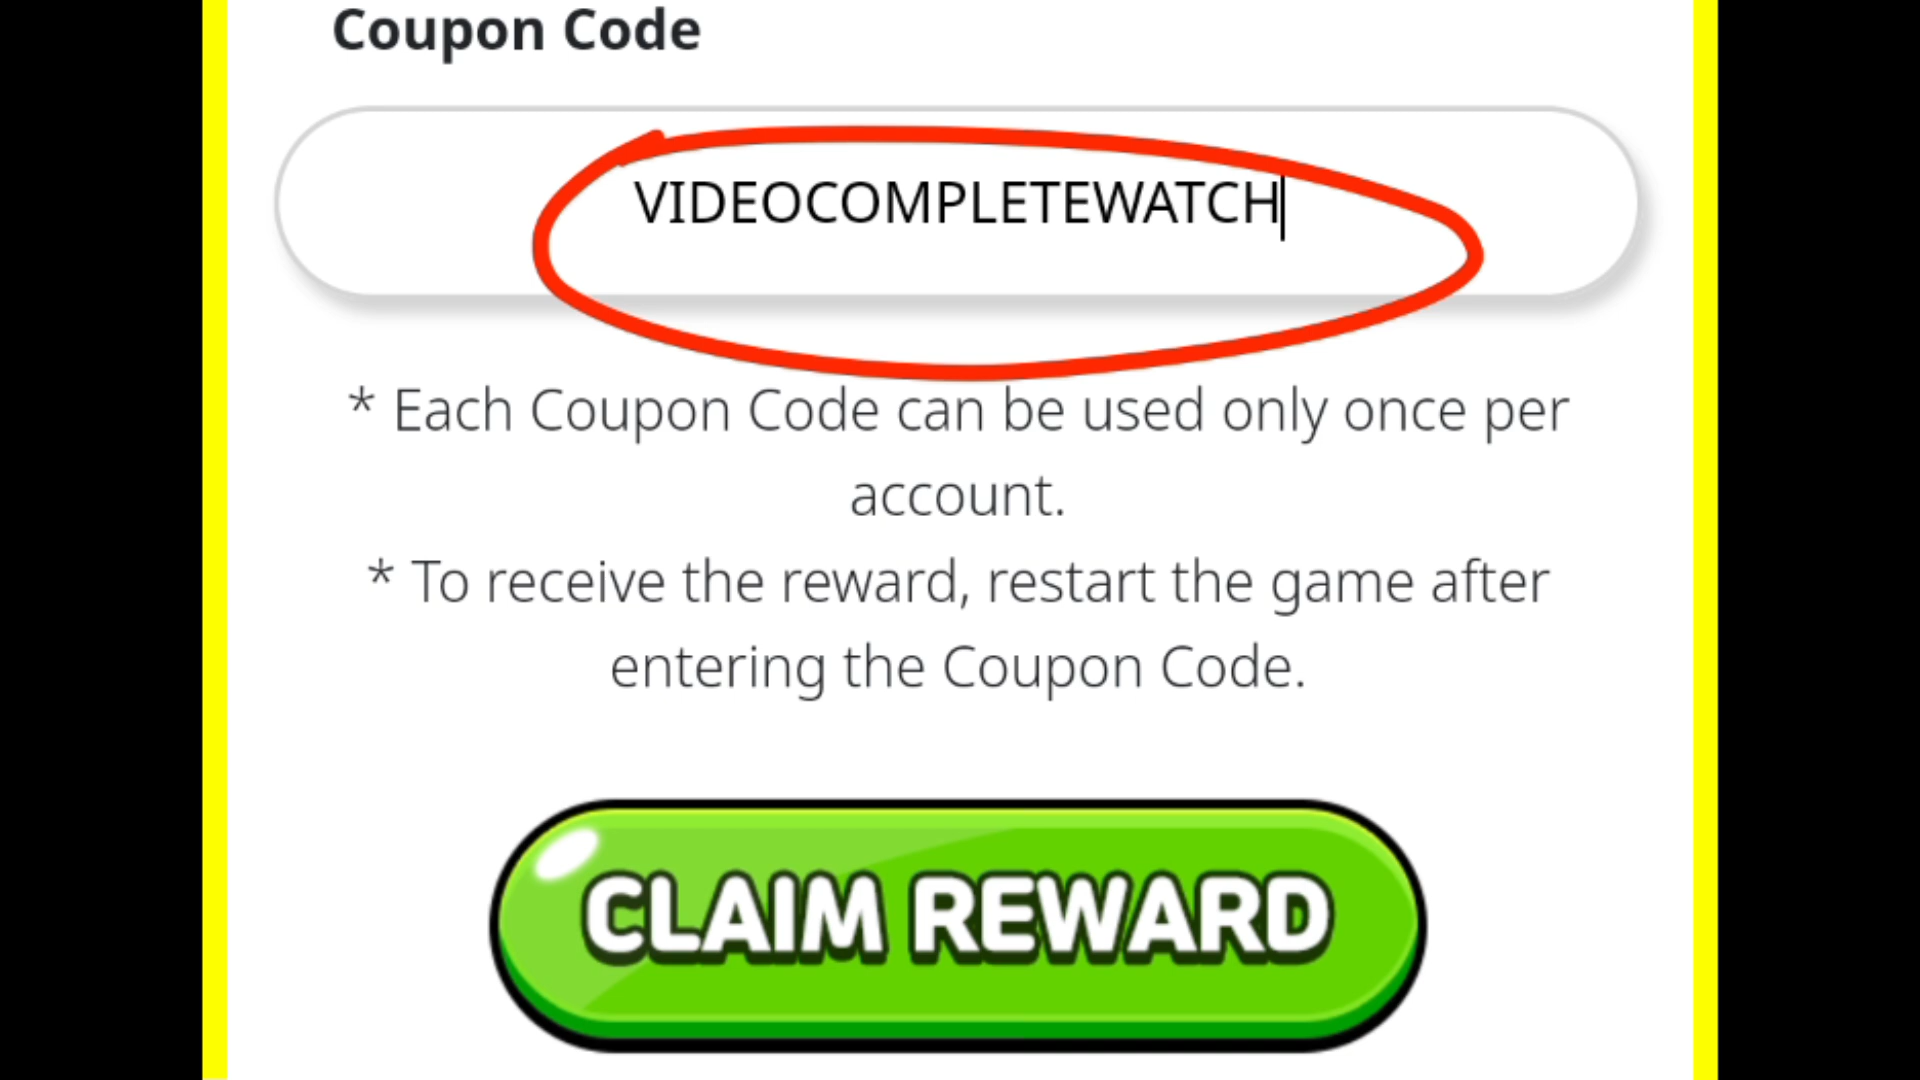 Coupon Code
VIDEOCOMPLETEWATCH
* Each Coupon Code can be used only once per
account.
* To receive the reward, restart the game after
entering the Coupon Code.
CLAIM REWARD